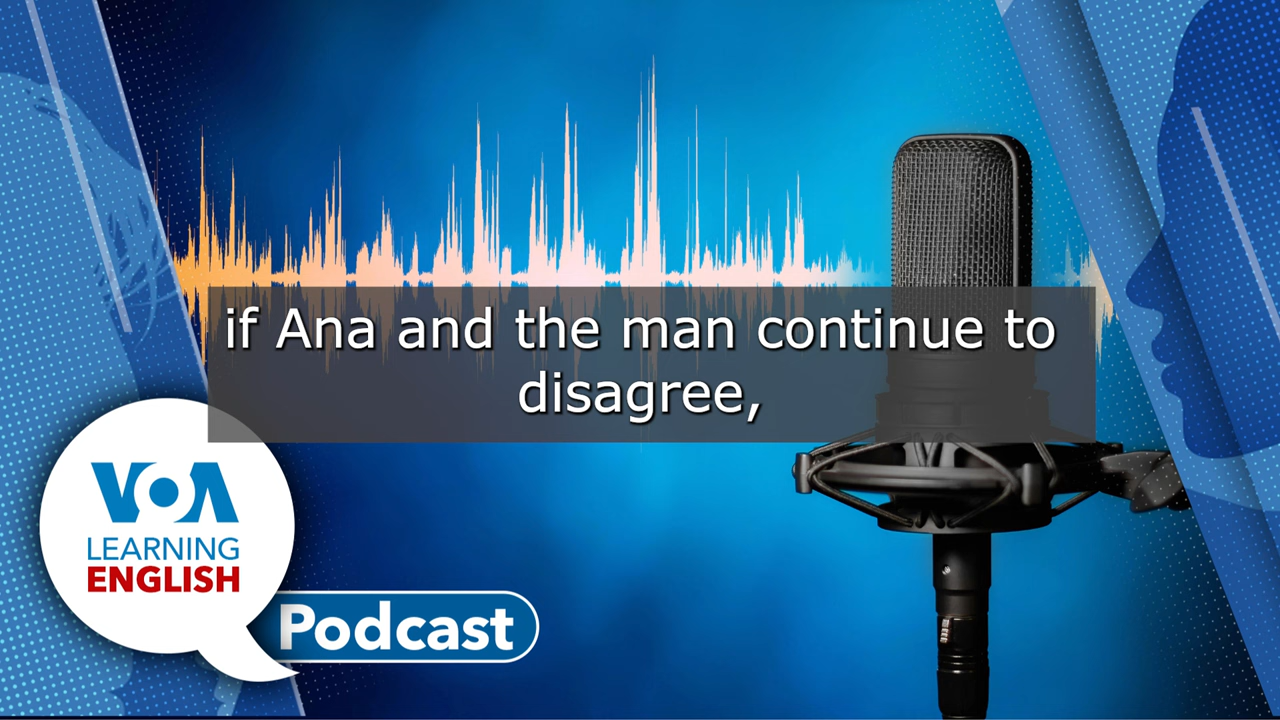 if Ana and the man continue to
disagree,
VOA
LEARNING
ENGLISH
Podcast